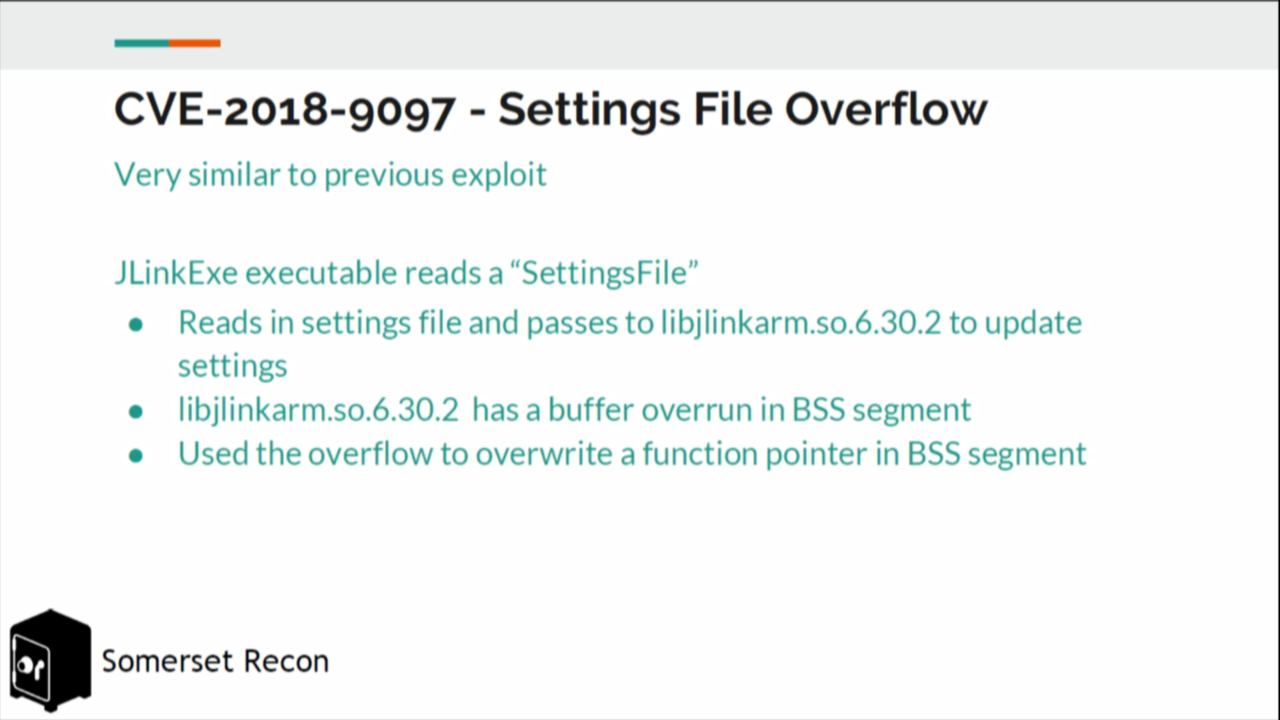 CVE-2018-9097 - Settings File Overflow
Very similar to previous exploit
JLinkExe executable reads a “SettingsFile”
● Reads in settings file and passes to libjlinkarm.so.6.30.2 to update
settings
● libjlinkarm.so.6.30.2 has a buffer overrun in BSS segment
● Used the overflow to overwrite a function pointer in BSS segment
Somerset Recon